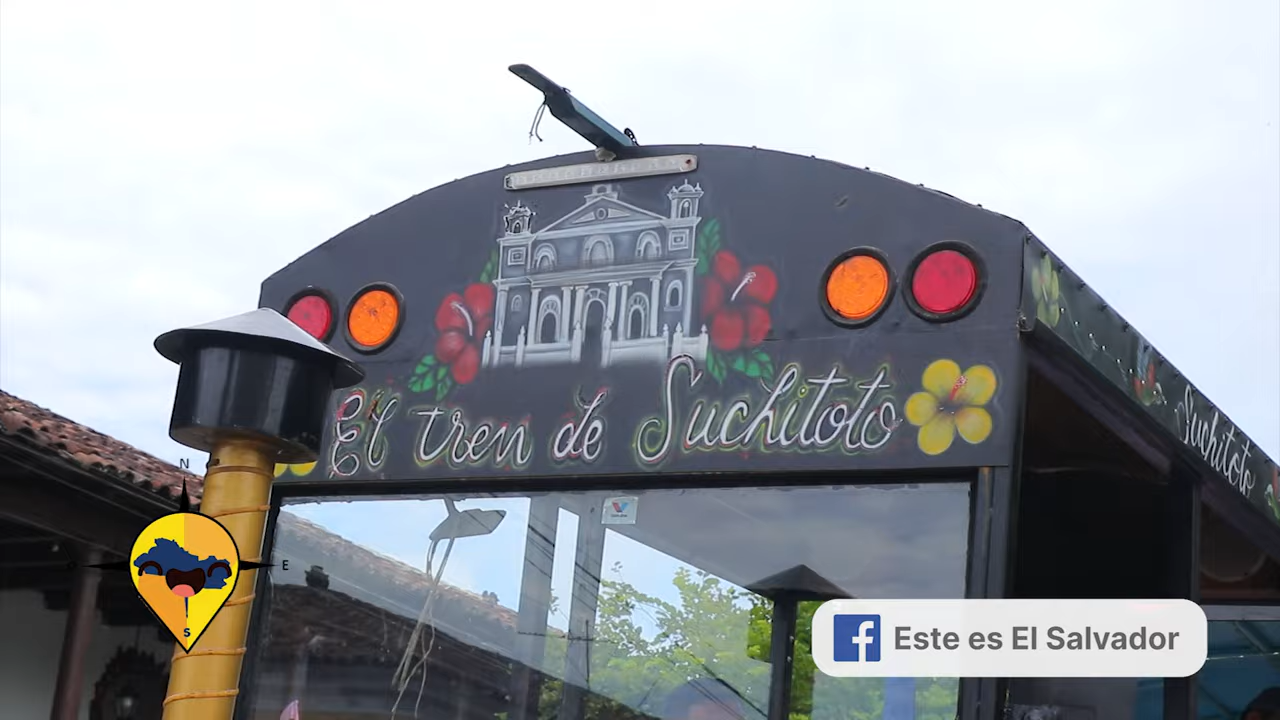 El tren de Suchitoto
Suchitoto
N
O
E
S
Este es El Salvador